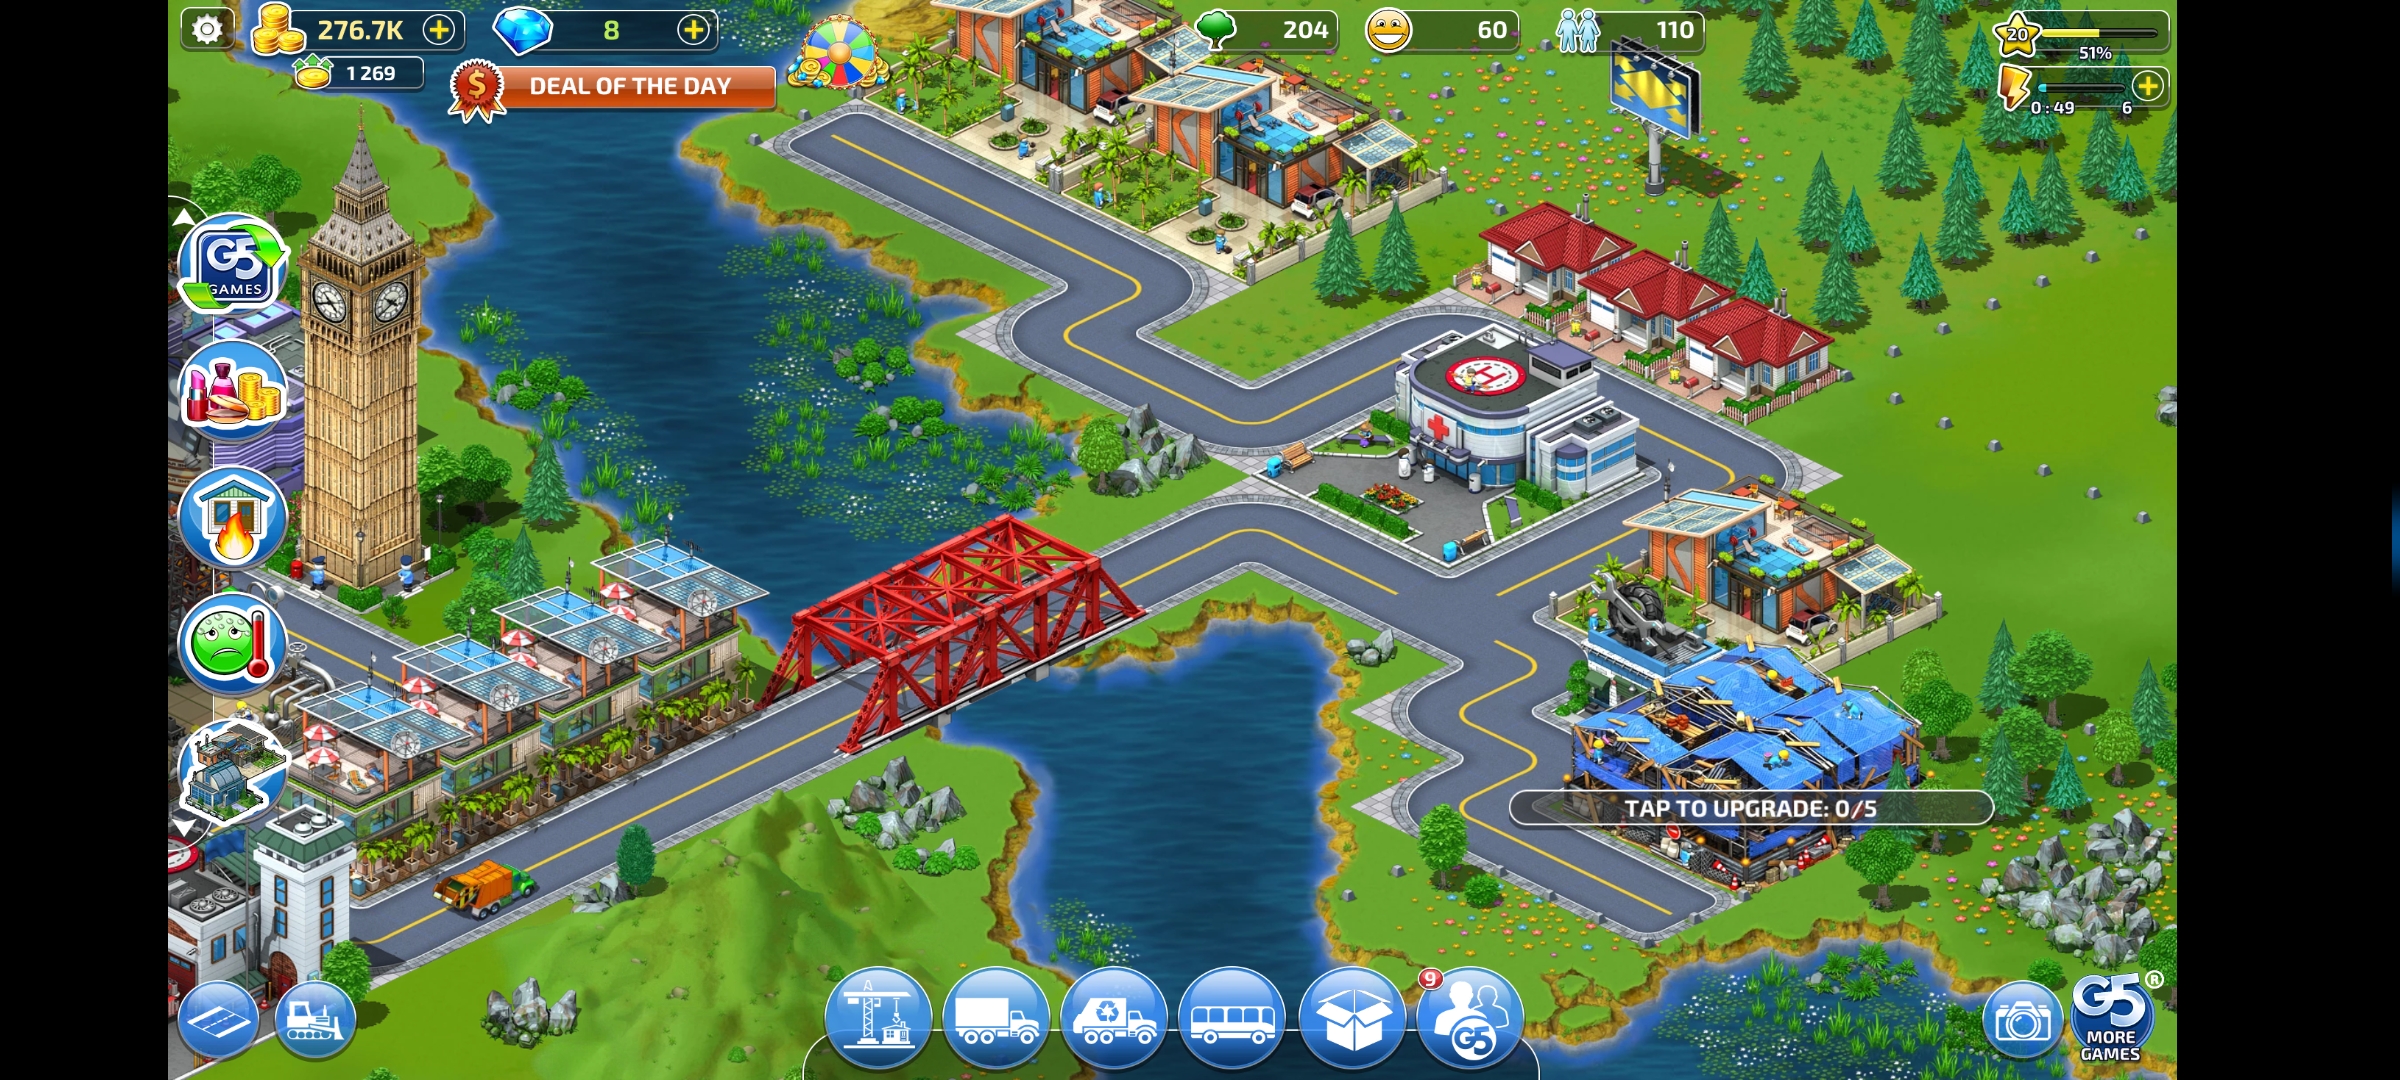 276.7K
8
204
60
110
20
51%
1 269
DEAL OF THE DAY
0:49
6
G5
GAMES
H
TAP TO UPGRADE: 0/5
9
G5
G5®
MORE
GAMES